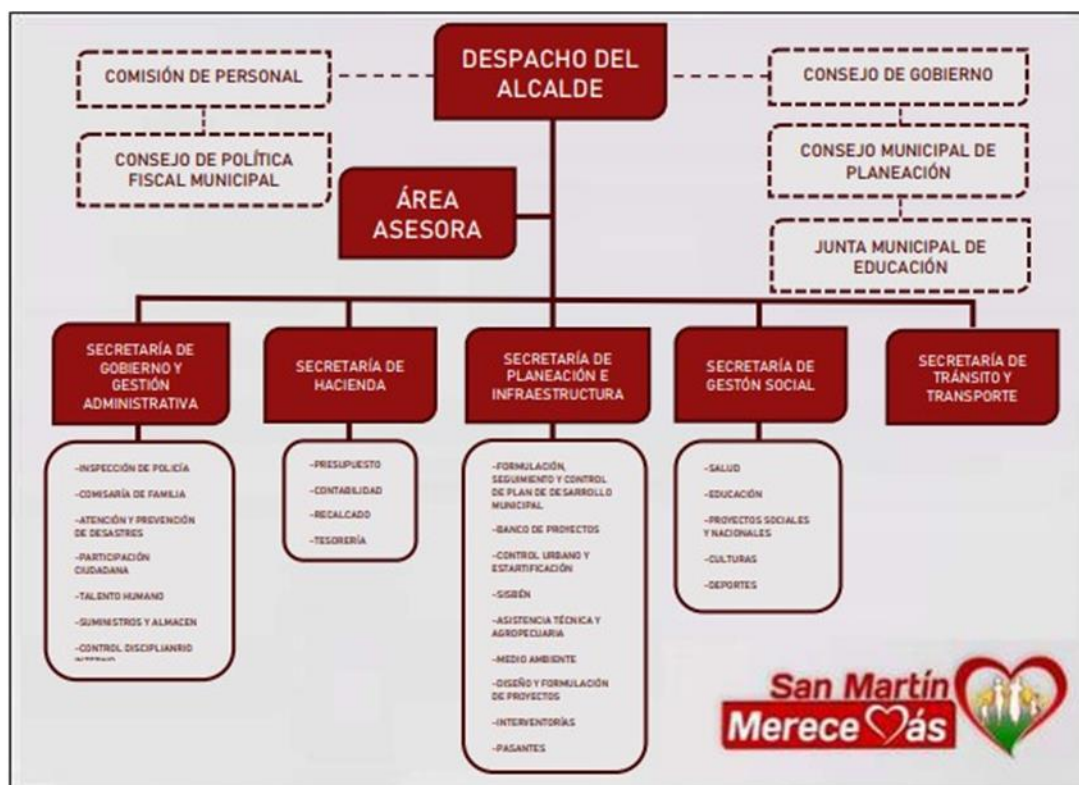 DESPACHO DEL
ALCALDE
COMISIÓN DE PERSONAL
CONSEJO DE POLÍTICA
FISCAL MUNICIPAL
CONSEJO DE GOBIERNO
CONSEJO MUNICIPAL DE
PLANEACIÓN
JUNTA MUNICIPAL DE
EDUCACIÓN
ÁREA
ASESORA
SECRETARÍA DE
GOBIERNO Y
GESTIÓN
ADMINISTRATIVA
-INSPECCIÓN DE POLICÍA
-COMISARÍA DE FAMILIA
-ATENCIÓN Y PREVENCIÓN
DE DESASTRES
-PARTICIPACIÓN
CIUDADANA
-TALENTO HUMANO
-SUMINISTROS Y ALMACEN
-CONTROL DISCIPLIANRIO
SECRETARÍA DE
HACIENDA
-PRESUPUESTO
-CONTABILIDAD
-RECALCADO
-TESORERÍA
SECRETARÍA DE
PLANEACIÓN E
INFRAESTRUCTURA
-FORMULACIÓN,
SEGUIMIENTO Y CONTROL
DE PLAN DE DESARROLLO
MUNICIPAL
-BANCO DE PROYECTOS
-CONTROL URBANO Y
ESTARTIFICACIÓN
-SISBÉN
-ASISTENCIA TÉCNICA Y
AGROPECUARIA
-MEDIO AMBIENTE
-DISEÑO Y FORMULACIÓN
DE PROYECTOS
-INTERVENTORÍAS
-PASANTES
SECRETARÍA DE
GESTÓN SOCIAL
-SALUD
-EDUCACIÓN
-PROYECTOS SOCIALES
Y NACIONALES
-CULTURAS
-DEPORTES
SECRETARÍA DE
TRÁNSITO Y
TRANSPORTE
San Martín
Merece Más